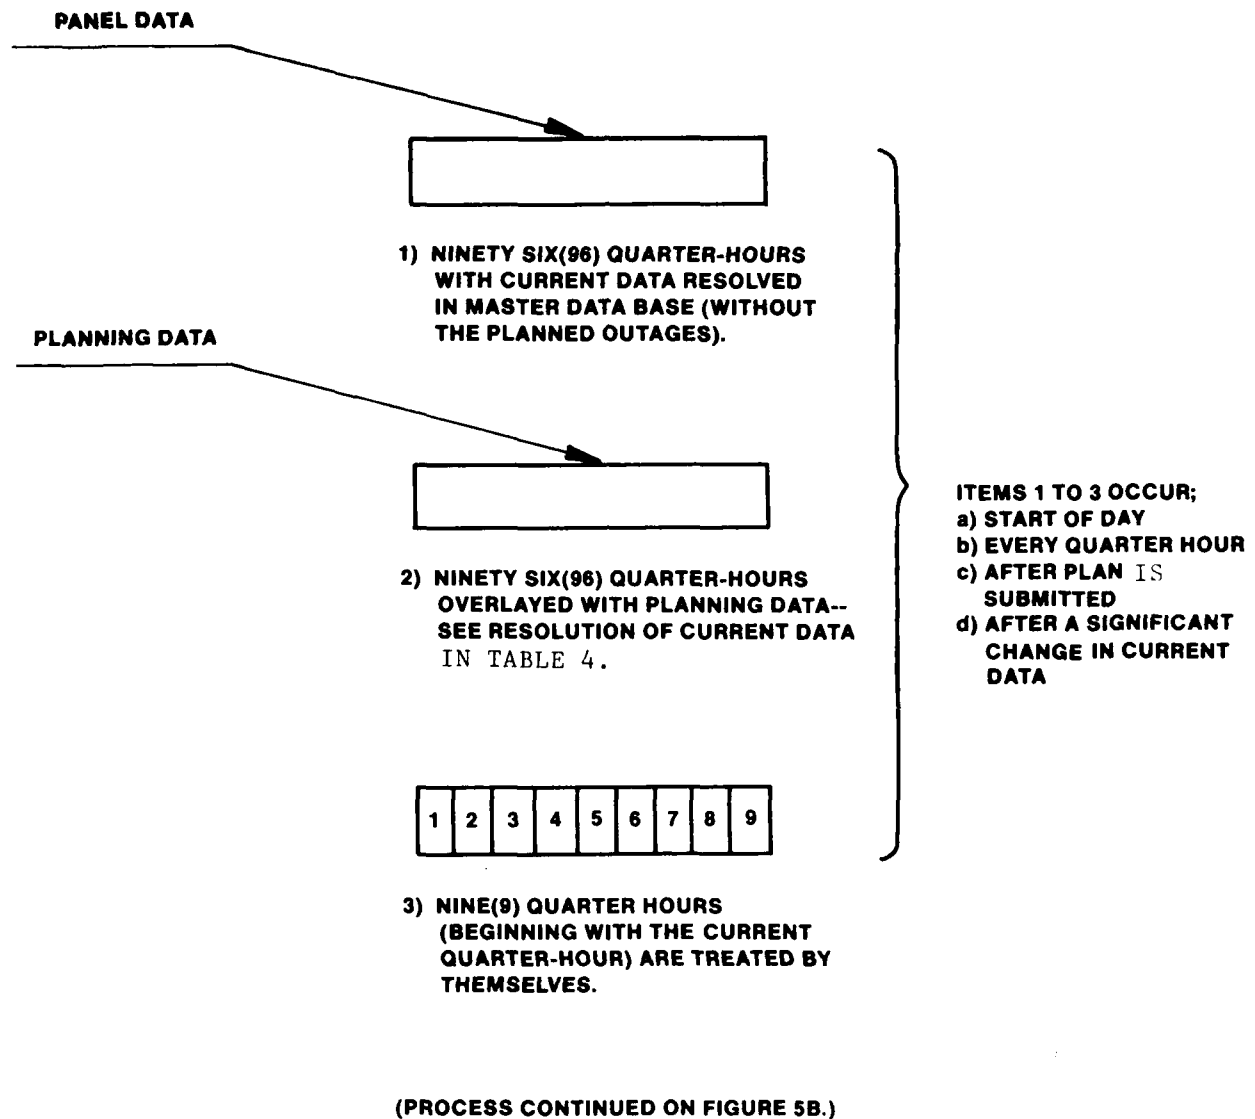 PANEL DATA
1) NINETY SIX(96) QUARTER-HOURS
WITH CURRENT DATA RESOLVED
IN MASTER DATA BASE (WITHOUT
THE PLANNED OUTAGES).
PLANNING DATA
2) NINETY SIX(96) QUARTER-HOURS
OVERLAYED WITH PLANNING DATA--
SEE RESOLUTION OF CURRENT DATA
IN TABLE 4.
1 2 3 4 5 6 7 8 9
3) NINE(9) QUARTER HOURS
(BEGINNING WITH THE CURRENT
QUARTER-HOUR) ARE TREATED BY
THEMSELVES.
ITEMS 1 TO 3 OCCUR;
a) START OF DAY
b) EVERY QUARTER HOUR
c) AFTER PLAN IS
SUBMITTED
d) AFTER A SIGNIFICANT
CHANGE IN CURRENT
DATA
(PROCESS CONTINUED ON FIGURE 5B.)